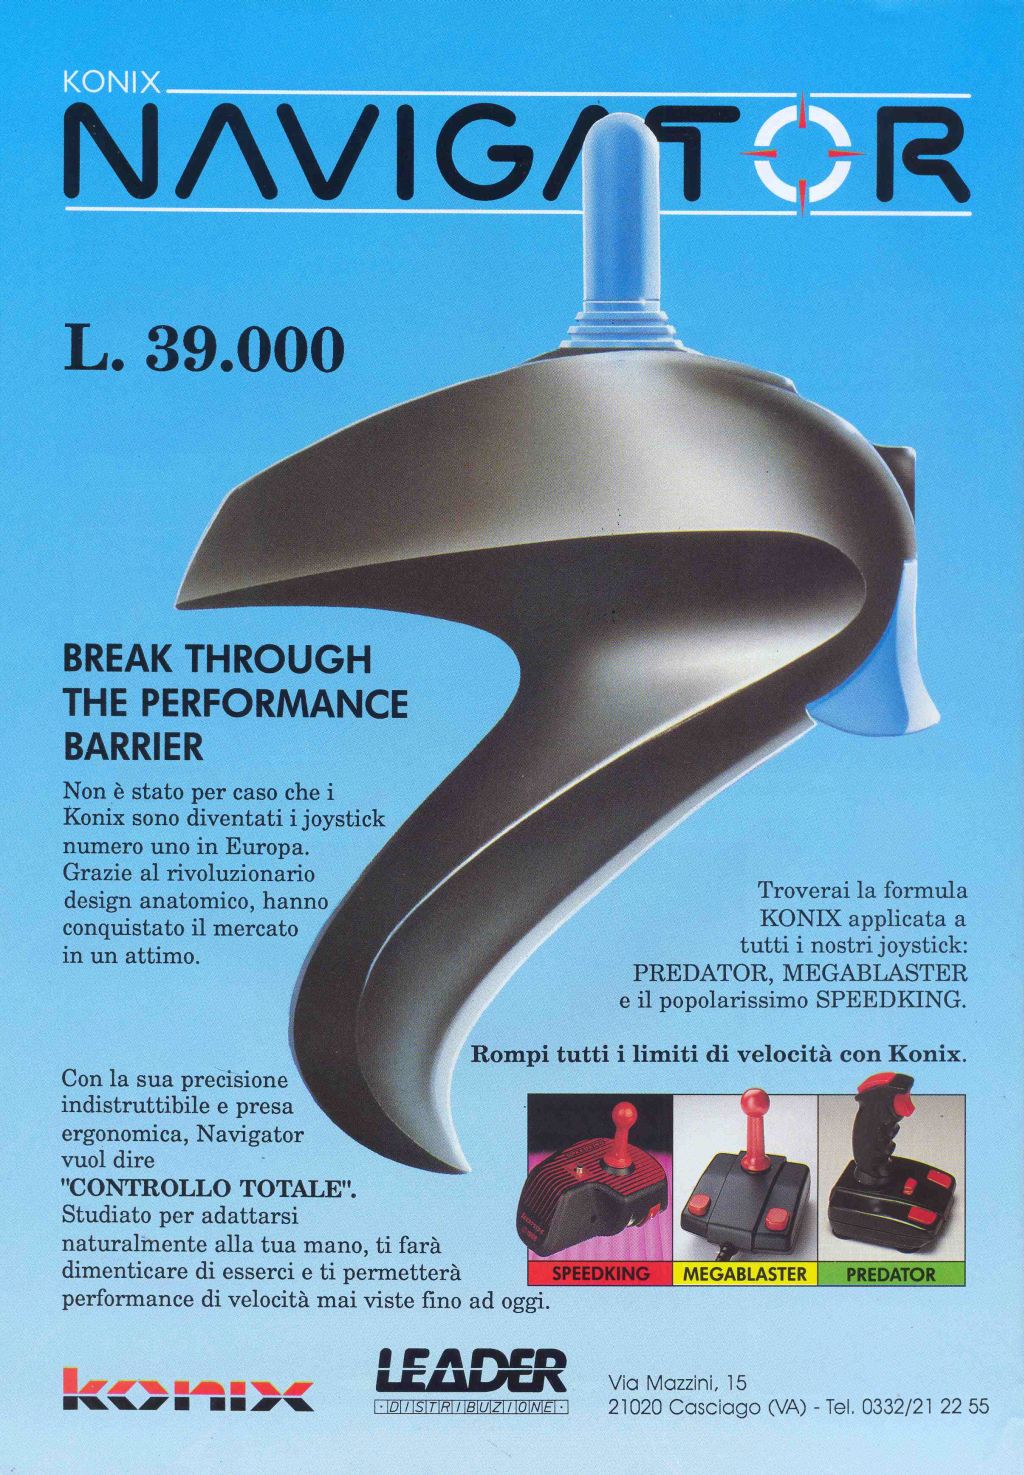 KONIX
NAVIGATOR
L. 39.000
BREAK THROUGH
THE PERFORMANCE
BARRIER
Non è stato per caso che i
Konix sono diventati i joystick
numero uno in Europa.
Grazie al rivoluzionario
design anatomico, hanno
conquistato il mercato
in un attimo.
Troverai la formula
KONIX applicata a
tutti i nostri joystick:
PREDATOR, MEGABLASTER
e il popolarissimo SPEEDKING.
Rompi tutti i limiti di velocità con Konix.
Con la sua precisione
indistruttibile e presa
ergonomica, Navigator
vuol dire
"CONTROLLO TOTALE".
Studiato per adattarsi
naturalmente alla tua mano, ti farà
dimenticare di esserci e ti permetterà
performance di velocità mai viste fino ad oggi.
SPEEDKING
MEGABLASTER
PREDATOR
konix
LEADER
·DISTRIBUZIONE·
Via Mazzini, 15
21020 Casciago (VA) - Tel. 0332/21 22 55